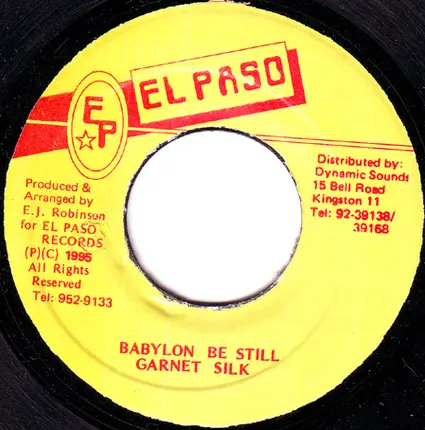 EL PASO
EP
Produced &
Arranged by
E.J. Robinson
for EL PASO
RECORDS
(P)(C) 1995
All Rights
Reserved
Tel: 952-9133
Distributed by:
Dynamic Sounds
15 Bell Road
Kingston 11
Tel: 92-39138/
39168
BABYLON BE STILL
GARNET SILK